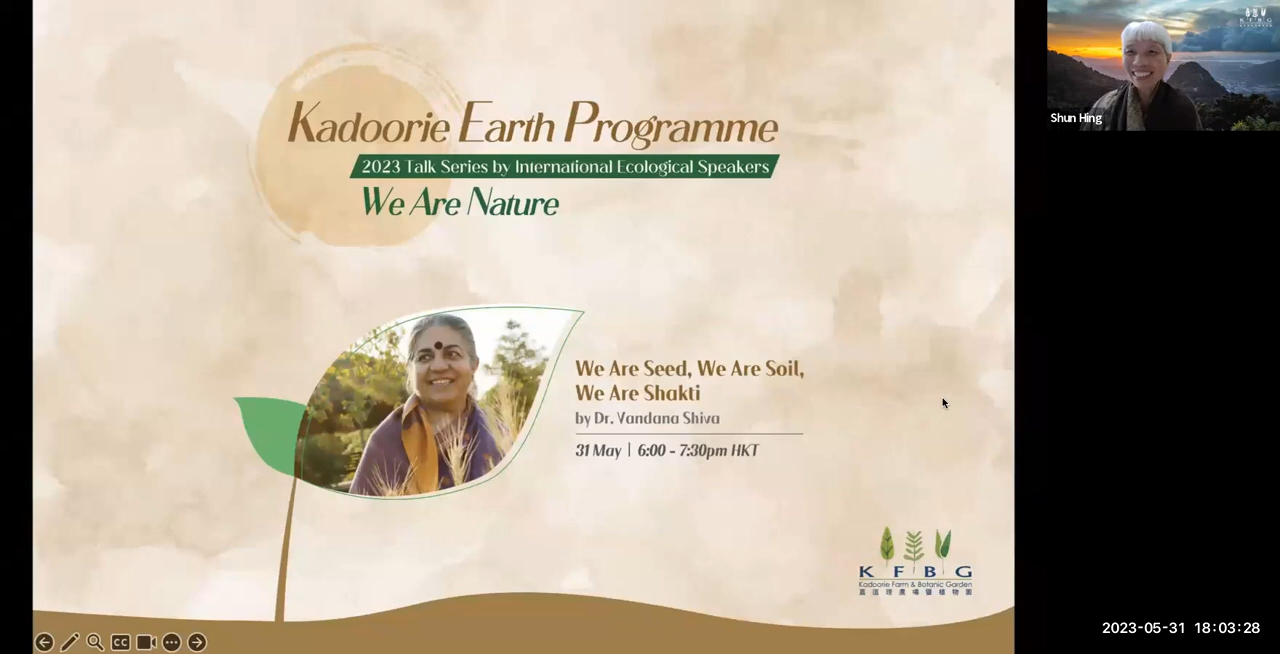 Kadoorie Earth Programme
2023 Talk Series by International Ecological Speakers
We Are Nature
We Are Seed, We Are Soil,
We Are Shakti
by Dr. Vandana Shiva
31 May | 6:00 - 7:30pm HKT
K F B G
Kadoorie Farm & Botanic Garden
嘉道理農場暨植物園
CC
K F B G
Shun Hing
2023-05-31 18:03:28